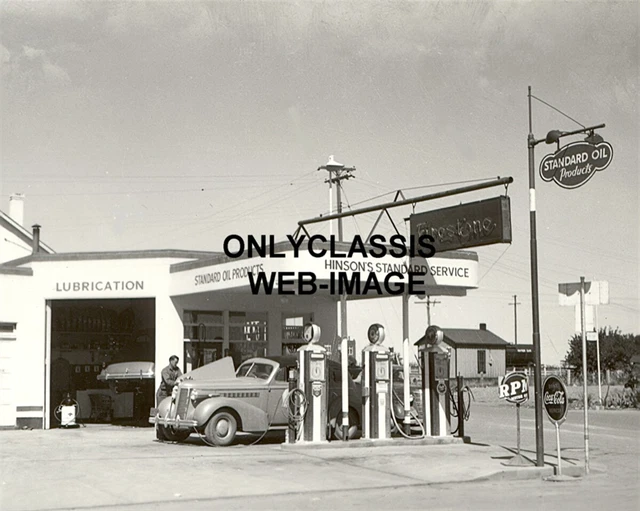 STANDARD OIL
Products
Firestone
ONLYCLASSIS
WEB-IMAGE
STANDARD OIL PRODUCTS
HINSON'S STANDARD SERVICE
LUBRICATION
RPM
Coca-Cola